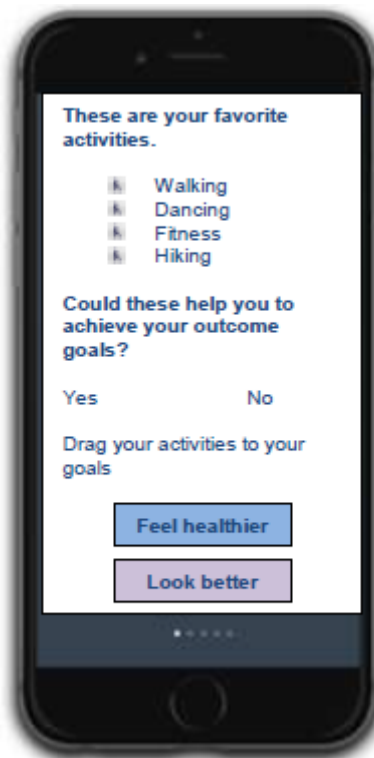 These are your favorite
activities.
Walking
Dancing
Fitness
Hiking
Could these help you to
achieve your outcome
goals?
Yes No
Drag your activities to your
goals
Feel healthier
Look better